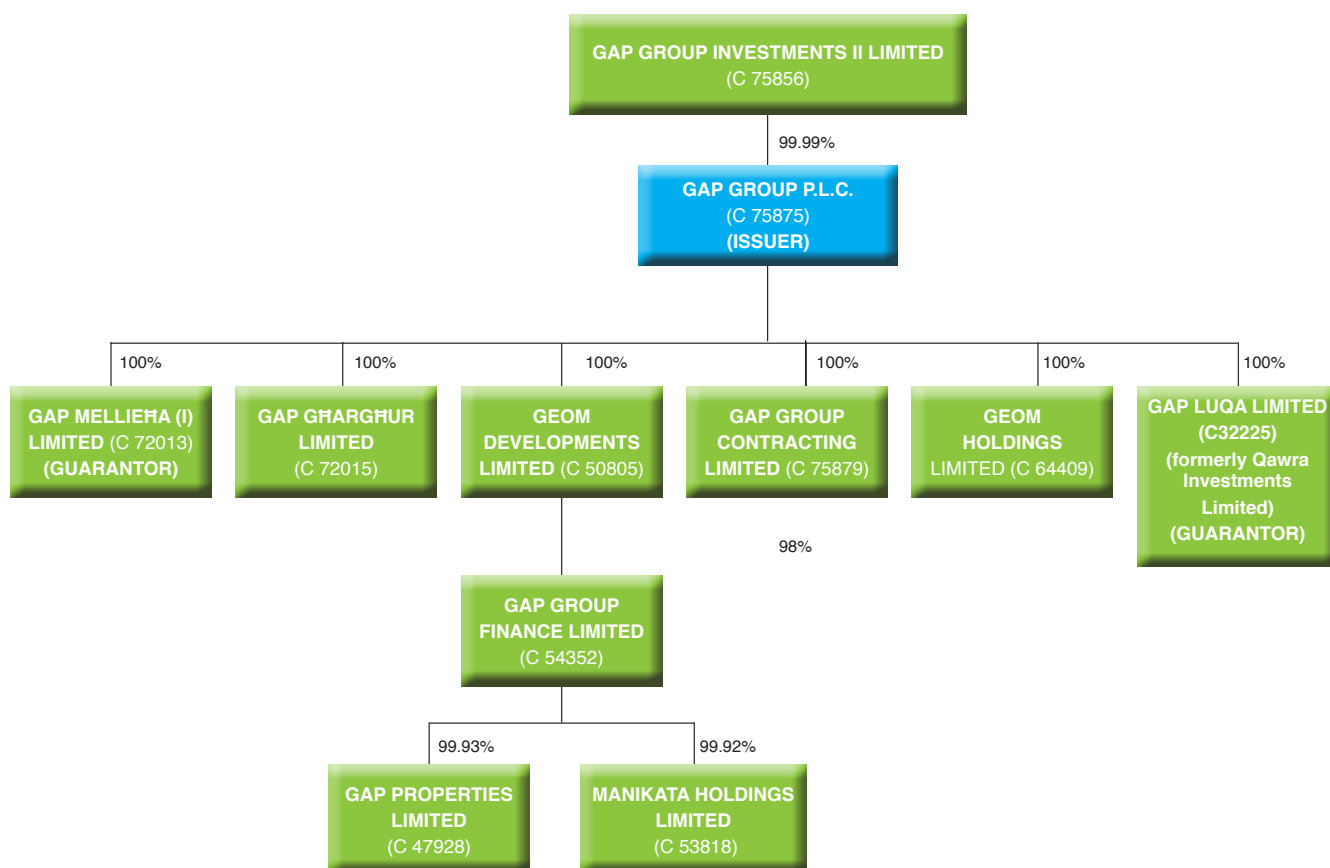 GAP GROUP INVESTMENTS II LIMITED
(C 75856)
99.99%
GAP GROUP P.L.C.
(C 75875)
(ISSUER)
100%
100%
100%
100%
100%
100%
GAP MELLIEĦA (I)
LIMITED (C 72013)
(GUARANTOR)
GAP GĦARGĦUR
LIMITED
(C 72015)
GEOM
DEVELOPMENTS
LIMITED (C 50805)
GAP GROUP
CONTRACTING
LIMITED (C 75879)
GEOM
HOLDINGS
LIMITED (C 64409)
GAP LUQA LIMITED
(C32225)
(formerly Qawra
Investments
Limited)
(GUARANTOR)
98%
GAP GROUP
FINANCE LIMITED
(C 54352)
99.93%
99.92%
GAP PROPERTIES
LIMITED
(C 47928)
MANIKATA HOLDINGS
LIMITED
(C 53818)